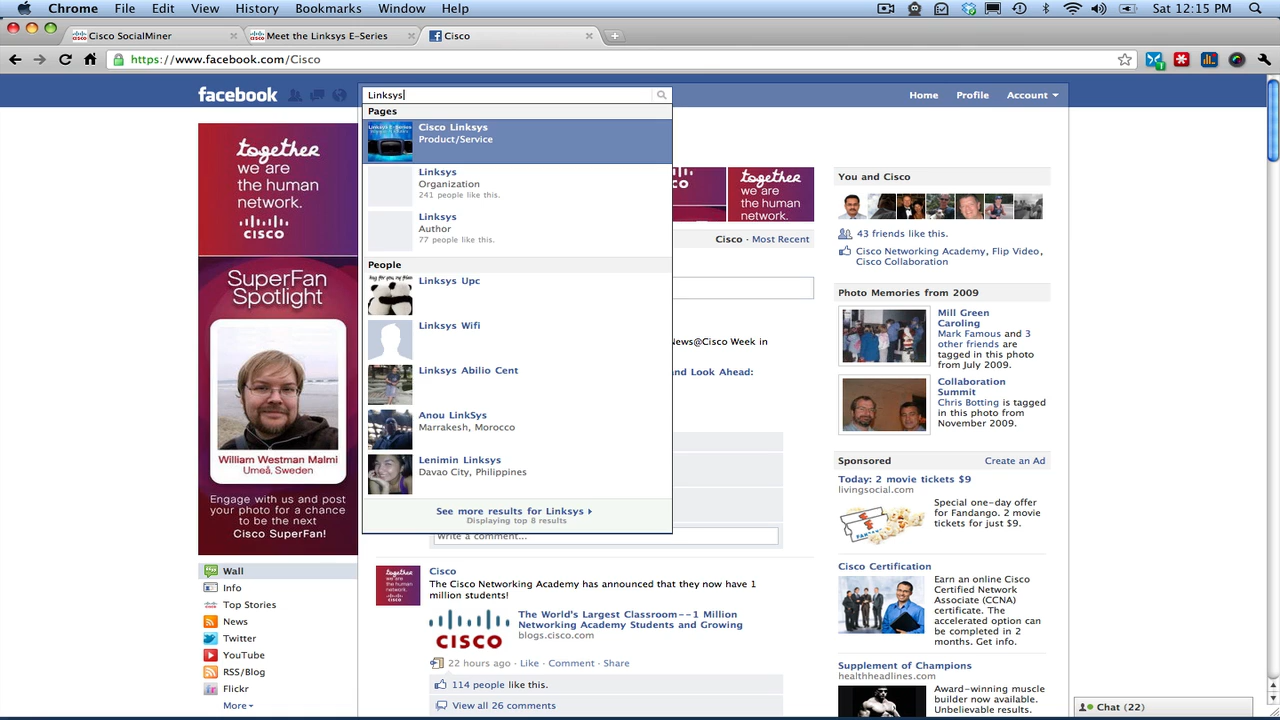 Chrome File Edit View History Bookmarks Window Help
Sat 12:15 PM
Cisco SocialMiner
Meet the Linksys E-Series
Cisco
https://www.facebook.com/Cisco
facebook
Linksys
Home Profile Account
Pages
Cisco Linksys
Product/Service
Linksys
Organization
241 people like this.
Linksys
Author
77 people like this.
People
Linksys Upc
Linksys Wifi
Linksys Abilio Cent
Anou LinkSys
Marrakesh, Morocco
Lenimin Linksys
Davao City, Philippines
See more results for Linksys
Displaying top 8 results
together
we are
the human
network.
CISCO
SuperFan
Spotlight
William Westman Malmi
Umeå, Sweden
Engage with us and post
your photo for a chance
to be the next
Cisco SuperFan!
Wall
Info
Top Stories
News
Twitter
YouTube
RSS/Blog
Flickr
More
together
we are
the human
network.
Cisco · Most Recent
News@Cisco Week in
and Look Ahead:
Write a comment...
Cisco
The Cisco Networking Academy has announced that they now have 1
million students!
CISCO
The World's Largest Classroom--1 Million
Networking Academy Students and Growing
blogs.cisco.com
22 hours ago · Like · Comment · Share
114 people like this.
View all 26 comments
You and Cisco
43 friends like this.
Cisco Networking Academy, Flip Video,
Cisco Collaboration
Photo Memories from 2009
Mill Green
Caroling
Mark Famous and 3
other friends are
tagged in this photo
from July 2009.
Collaboration
Summit
Chris Botting is tagged
in this photo from
November 2009.
Sponsored
Create an Ad
Today: 2 movie tickets $9
livingsocial.com
Special one-day offer
for Fandango. 2 movie
tickets for just $9.
Cisco Certification
Earn an online Cisco
Certified Network
Associate (CCNA)
certificate. The
accelerated option
can be completed in 2
months. Get info.
Supplement of Champions
healthheadlines.com
Award-winning muscle
builder now available.
Unbelievable results.
Chat (22)